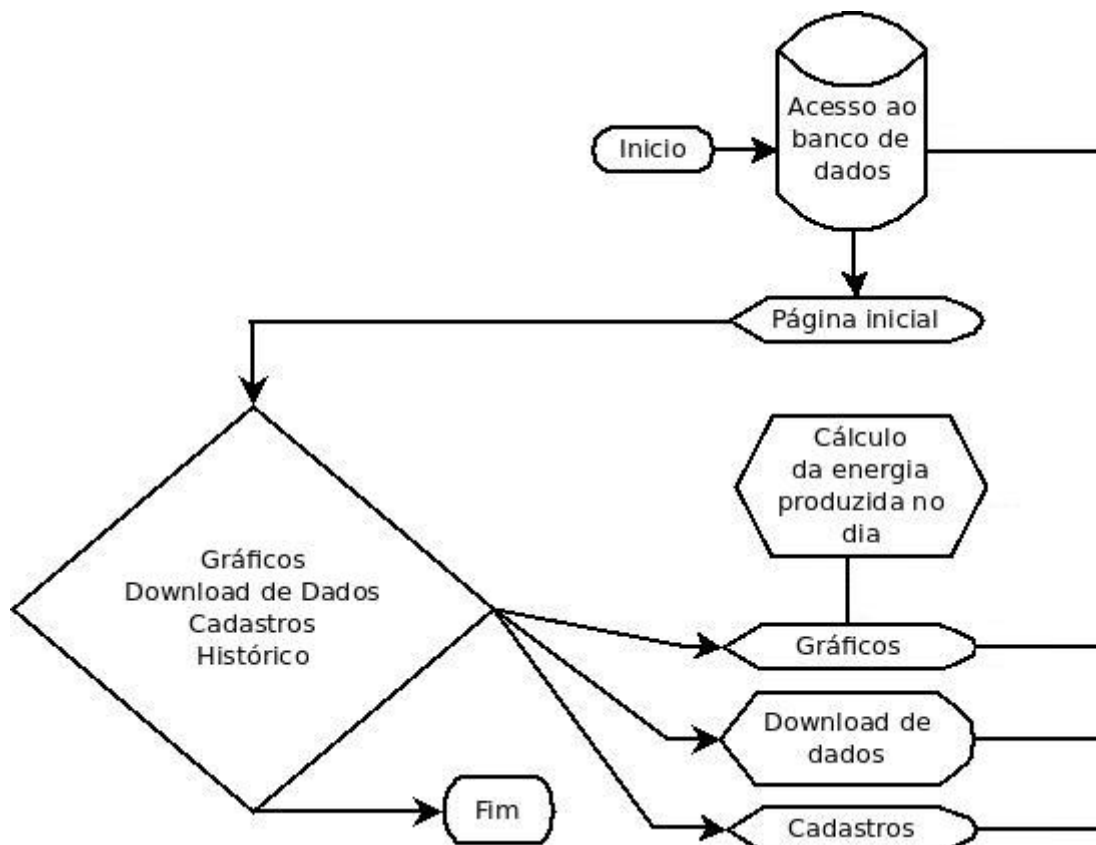 Inicio
Acesso ao
banco de
dados
Página inicial
Gráficos
Download de Dados
Cadastros
Histórico
Cálculo
da energia
produzida no
dia
Gráficos
Download de
dados
Cadastros
Fim